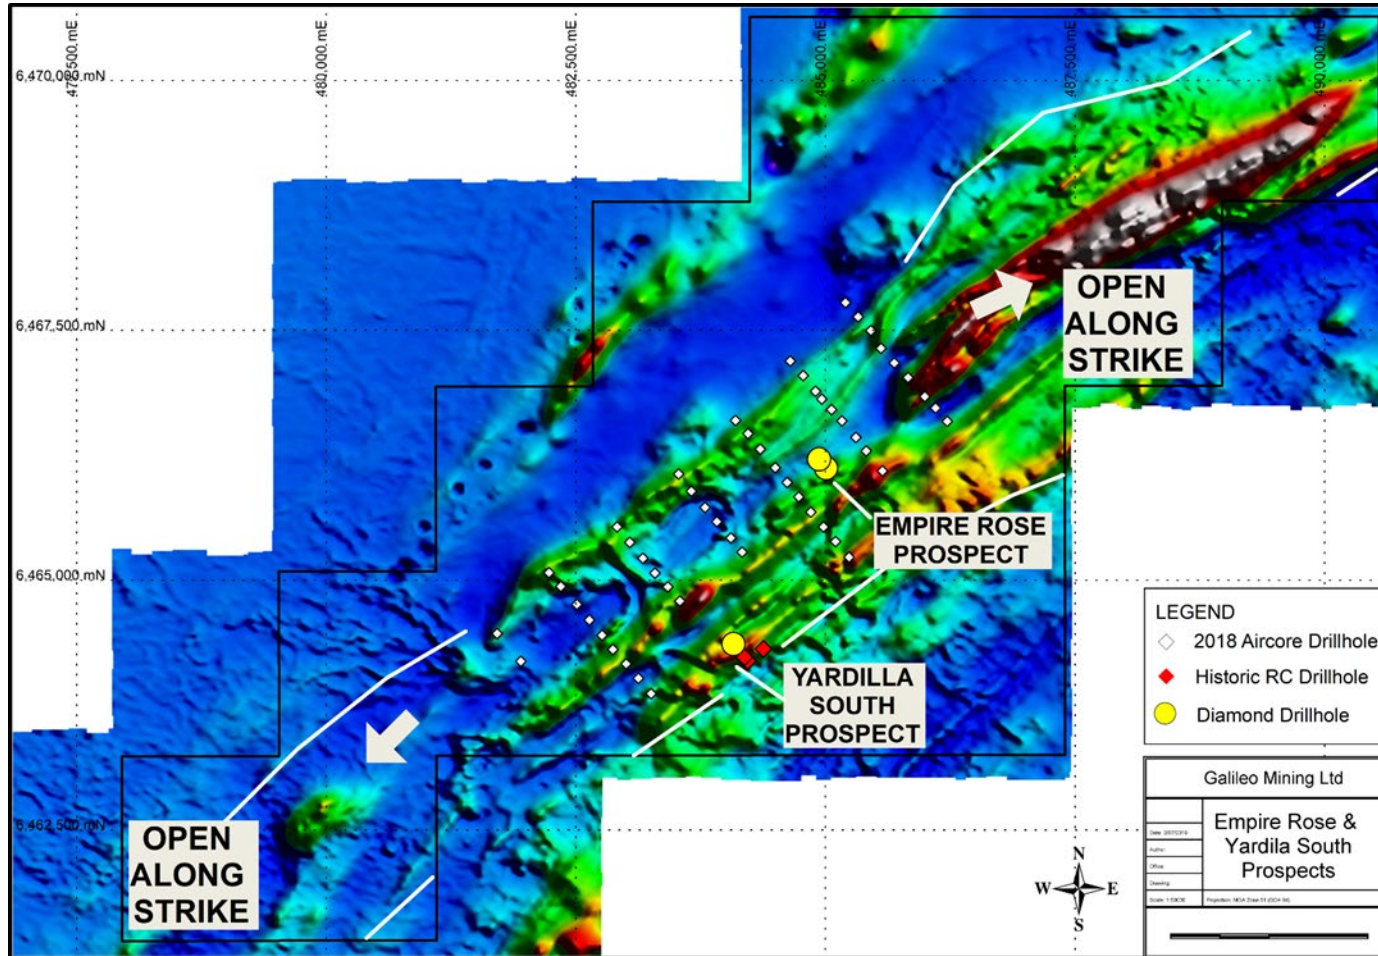 477,500 mE
480,000 mE
482,500 mE
485,000 mE
487,500 mE
490,000 mE
6,470,000 mN
6,467,500 mN
6,465,000 mN
6,462,500 mN
OPEN
ALONG
STRIKE
EMPIRE ROSE
PROSPECT
YARDILLA
SOUTH
PROSPECT
OPEN
ALONG
STRIKE
LEGEND
2018 Aircore Drillhole
Historic RC Drillhole
Diamond Drillhole
N
W
E
S
Galileo Mining Ltd
Empire Rose &
Yardila South
Prospects
Author:
Office:
Drawing: